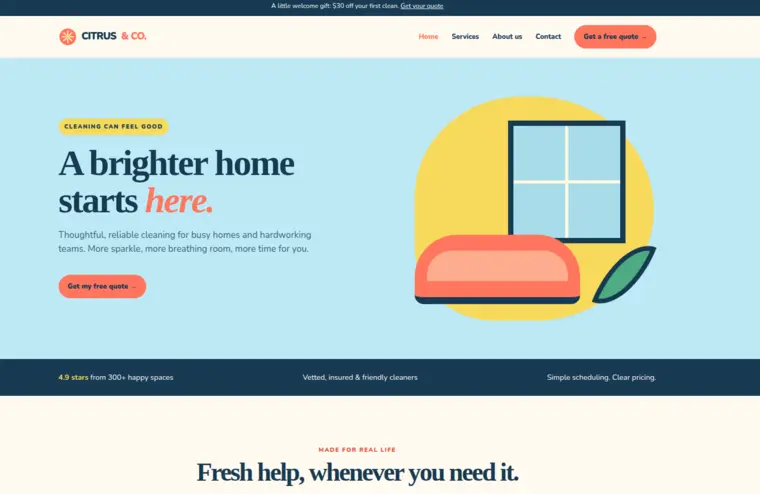 A little welcome gift: $30 off your first clean. Get your quote
CITRUS & CO.
Home Services About us Contact Get a free quote →
CLEANING CAN FEEL GOOD
A brighter home
starts here.
Thoughtful, reliable cleaning for busy homes and hardworking
teams. More sparkle, more breathing room, more time for you.
Get my free quote →
4.9 stars from 300+ happy spaces
Vetted, insured & friendly cleaners
Simple scheduling. Clear pricing.
MADE FOR REAL LIFE
Fresh help, whenever you need it.